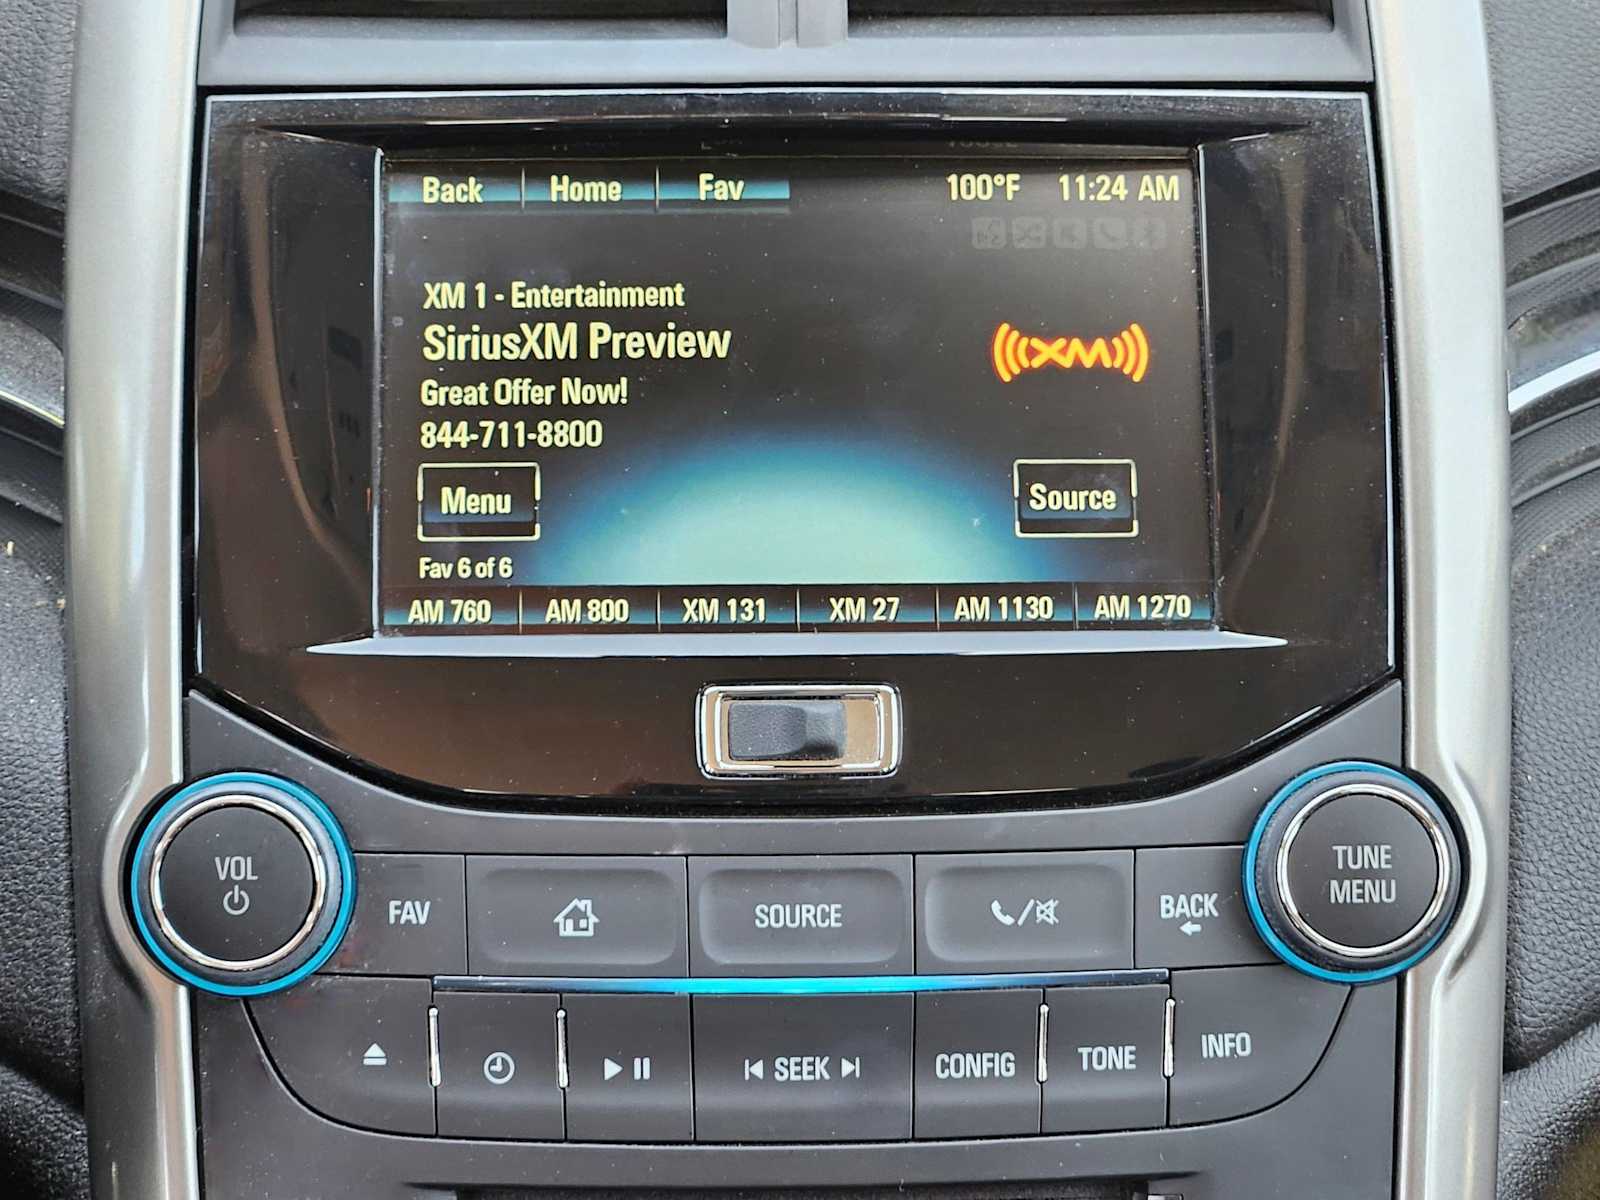 Back Home Fav 100°F 11:24 AM
XM 1 - Entertainment
SiriusXM Preview
XM
Great Offer Now!
844-711-8800
Menu Source
Fav 6 of 6
AM 760 AM 800 XM 131 XM 27 AM 1130 AM 1270
VOL
FAV SOURCE BACK
TUNE
MENU
SEEK CONFIG TONE INFO